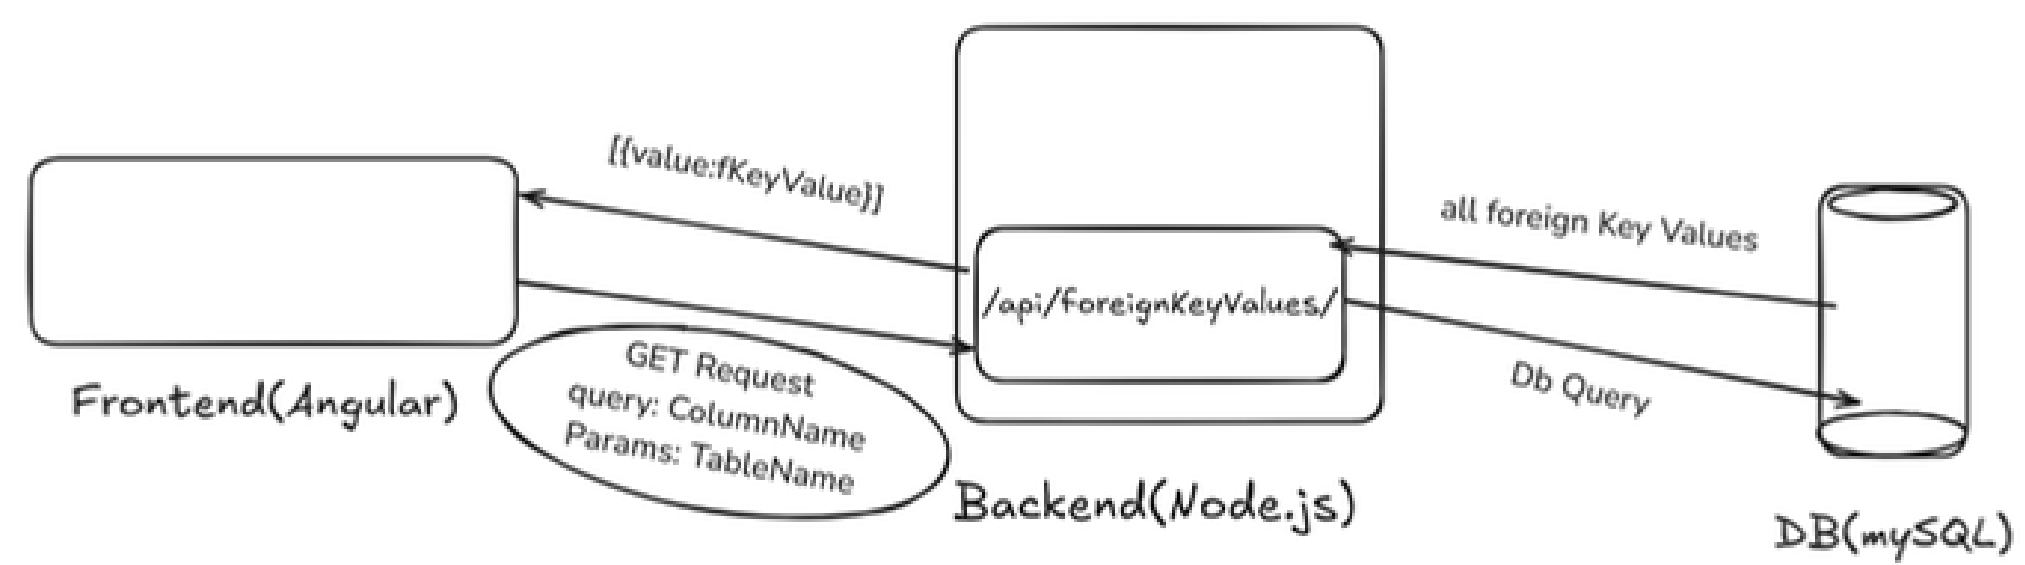 [{value:fKeyValue}]
all foreign Key Values
/api/foreignKeyValues/
GET Request
query: ColumnName
Params: TableName
Db Query
Frontend(Angular)
Backend(Node.js)
DB(mySQL)